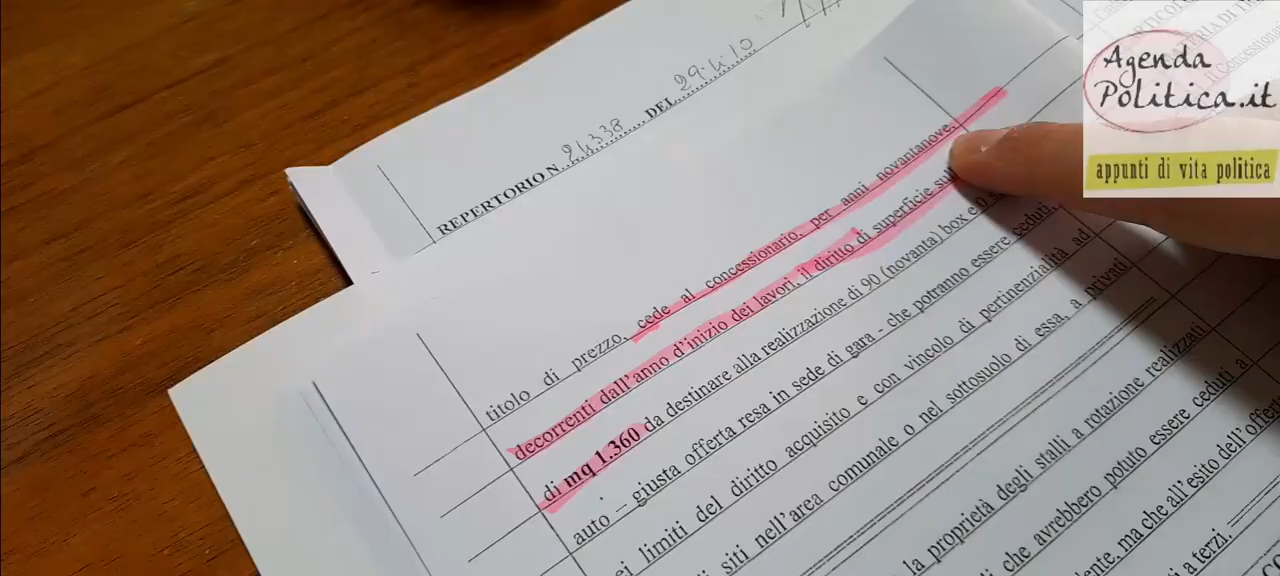 REPERTORIO N. 24338 DEL 29.4.10
titolo di prezzo, cede al concessionario, per anni novantanove,
decorrenti dall'anno d'inizio dei lavori, il diritto di superficie
di mq 1.360 da destinare alla realizzazione di 90 (novanta) box e
auto – giusta offerta resa in sede di gara - che potranno essere ceduti,
limiti del diritto acquisito e con vincolo di pertinenzialità ad
siti nell'area comunale o nel sottosuolo di essa, a privati
la proprietà degli stalli a rotazione realizzati
che avrebbero potuto essere ceduti a
ma che all'esito dell'offerta
a terzi.
Agenda
Politica.it
appunti di vita politica